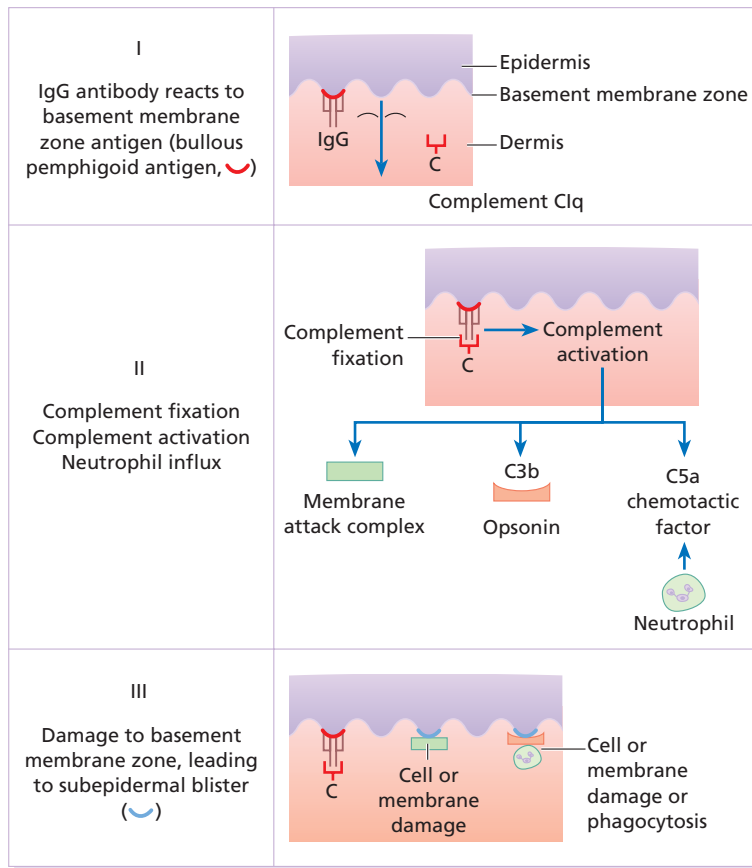 I
IgG antibody reacts to
basement membrane
zone antigen (bullous
pemphigoid antigen, )
Epidermis
Basement membrane zone
IgG
Dermis
C
Complement CIq
II
Complement fixation
Complement activation
Neutrophil influx
Complement
fixation
C
Complement
activation
Membrane
attack complex
C3b
Opsonin
C5a
chemotactic
factor
Neutrophil
III
Damage to basement
membrane zone, leading
to subepidermal blister
( )
C
Cell or
membrane
damage
Cell or
membrane
damage or
phagocytosis